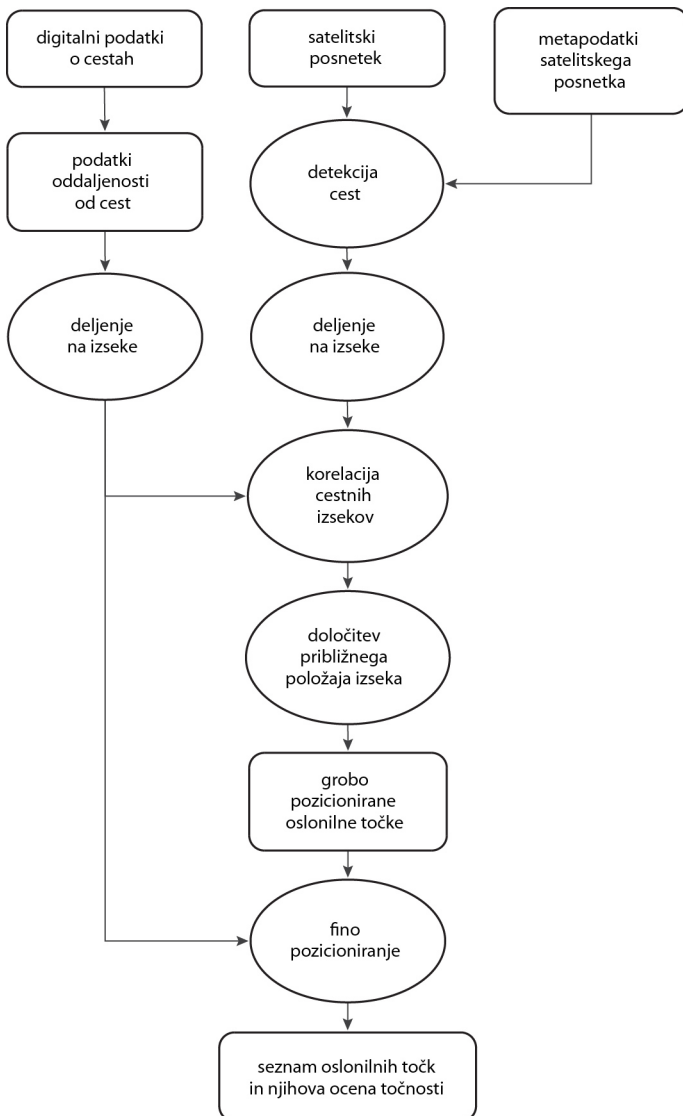 digitalni podatki
o cestah
satelitski
posnetek
metapodatki
satelitskega
posnetka
podatki
oddaljenosti
od cest
detekcija
cest
deljenje
na izseke
deljenje
na izseke
korelacija
cestnih
izsekov
določitev
približnega
položaja izseka
grobo
pozicionirane
oslonilne točke
fino
pozicioniranje
seznam oslonilnih točk
in njihova ocena točnosti